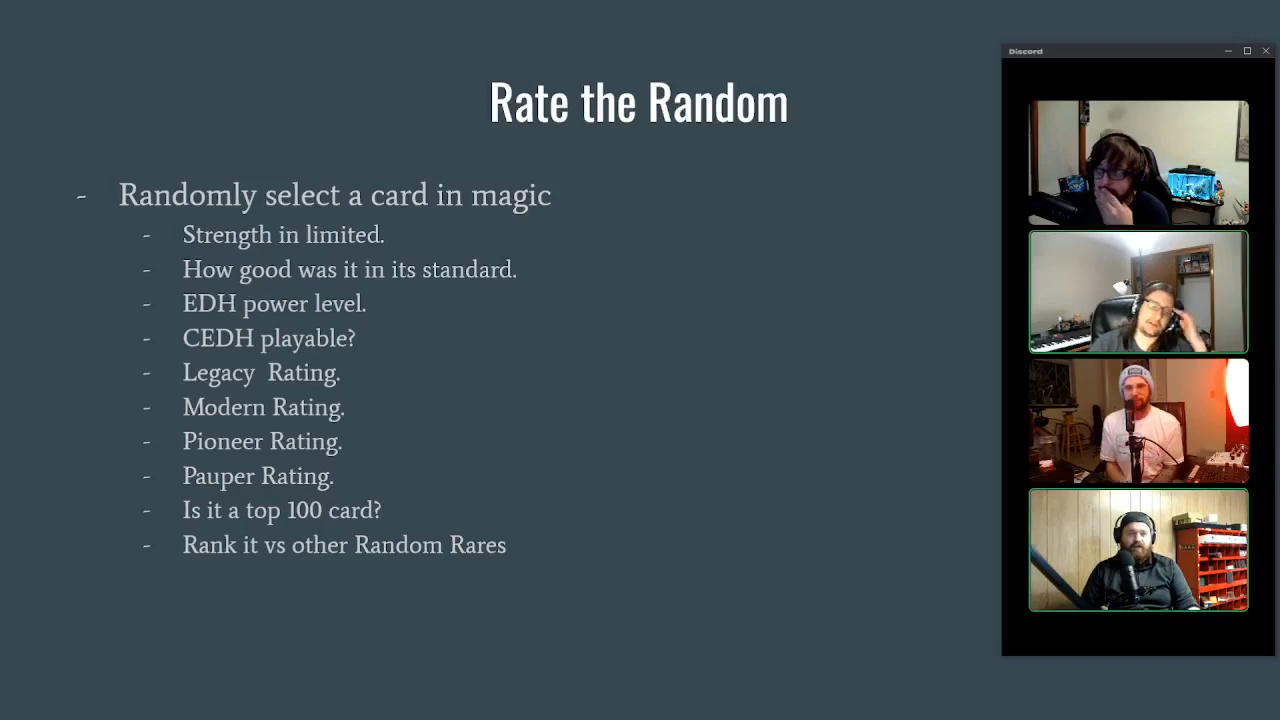 Discord
Rate the Random
- Randomly select a card in magic
- Strength in limited.
- How good was it in its standard.
- EDH power level.
- CEDH playable?
- Legacy  Rating.
- Modern Rating.
- Pioneer Rating.
- Pauper Rating.
- Is it a top 100 card?
- Rank it vs other Random Rares